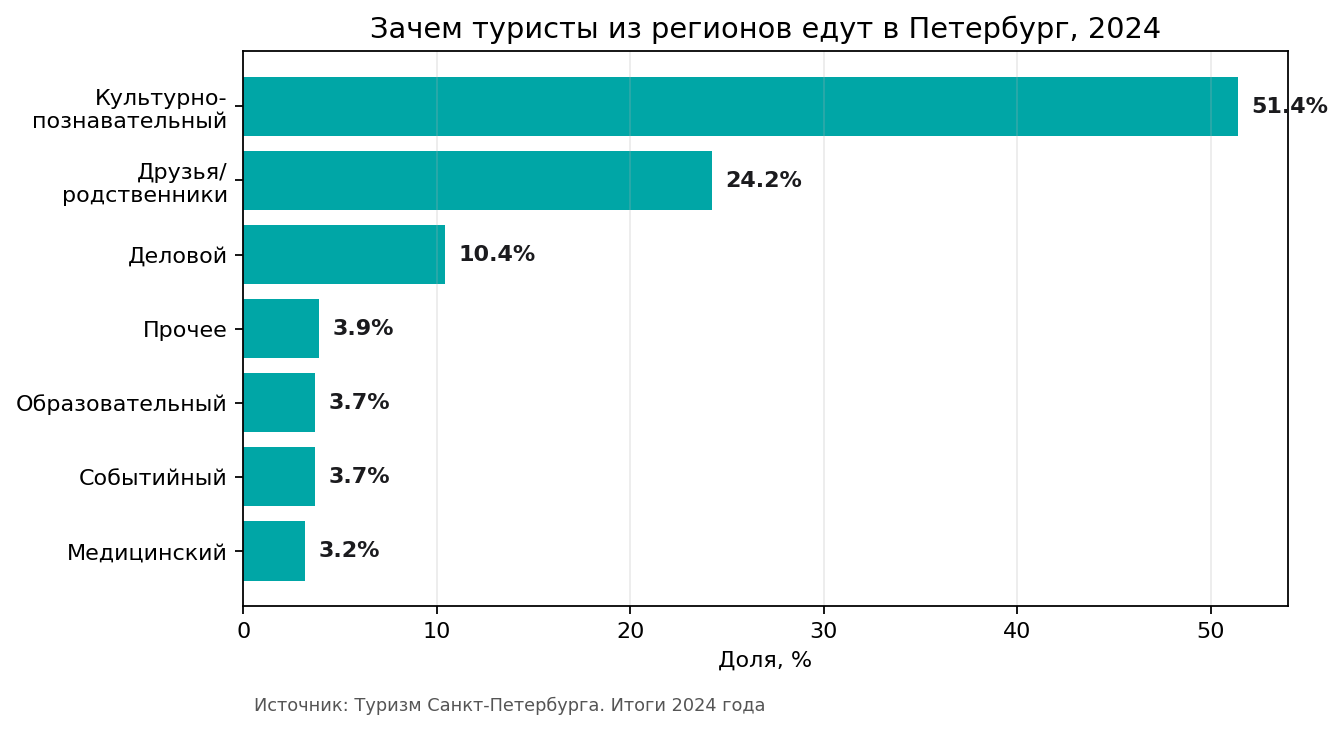 Зачем туристы из регионов едут в Петербург, 2024
Культурно-
познавательный
51.4%
Друзья/
родственники
24.2%
Деловой
10.4%
Прочее
3.9%
Образовательный
3.7%
Событийный
3.7%
Медицинский
3.2%
0 10 20 30 40 50
Доля, %
Источник: Туризм Санкт-Петербурга. Итоги 2024 года